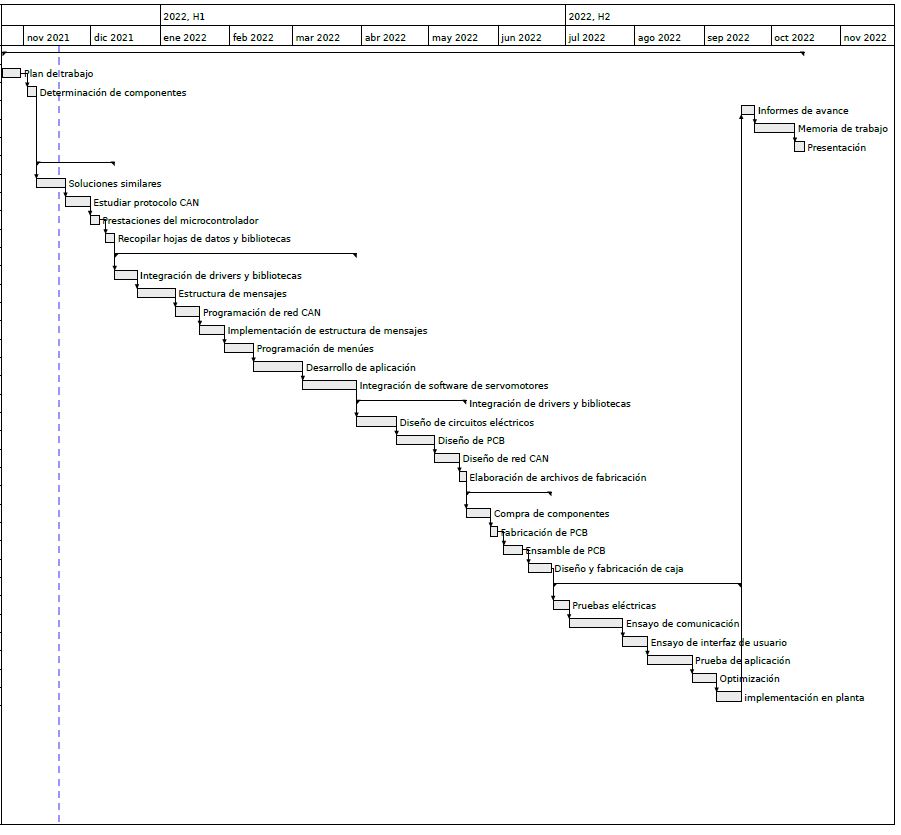 2022, H1
2022, H2
nov 2021
dic 2021
ene 2022
feb 2022
mar 2022
abr 2022
may 2022
jun 2022
jul 2022
ago 2022
sep 2022
oct 2022
nov 2022
Plan de trabajo
Determinación de componentes
Informes de avance
Memoria de trabajo
Presentación
Soluciones similares
Estudiar protocolo CAN
Prestaciones del microcontrolador
Recopilar hojas de datos y bibliotecas
Integración de drivers y bibliotecas
Estructura de mensajes
Programación de red CAN
Implementación de estructura de mensajes
Programación de menúes
Desarrollo de aplicación
Integración de software de servomotores
Integración de drivers y bibliotecas
Diseño de circuitos eléctricos
Diseño de PCB
Diseño de red CAN
Elaboración de archivos de fabricación
Compra de componentes
Fabricación de PCB
Ensamble de PCB
Diseño y fabricación de caja
Pruebas eléctricas
Ensayo de comunicación
Ensayo de interfaz de usuario
Prueba de aplicación
Optimización
implementación en planta